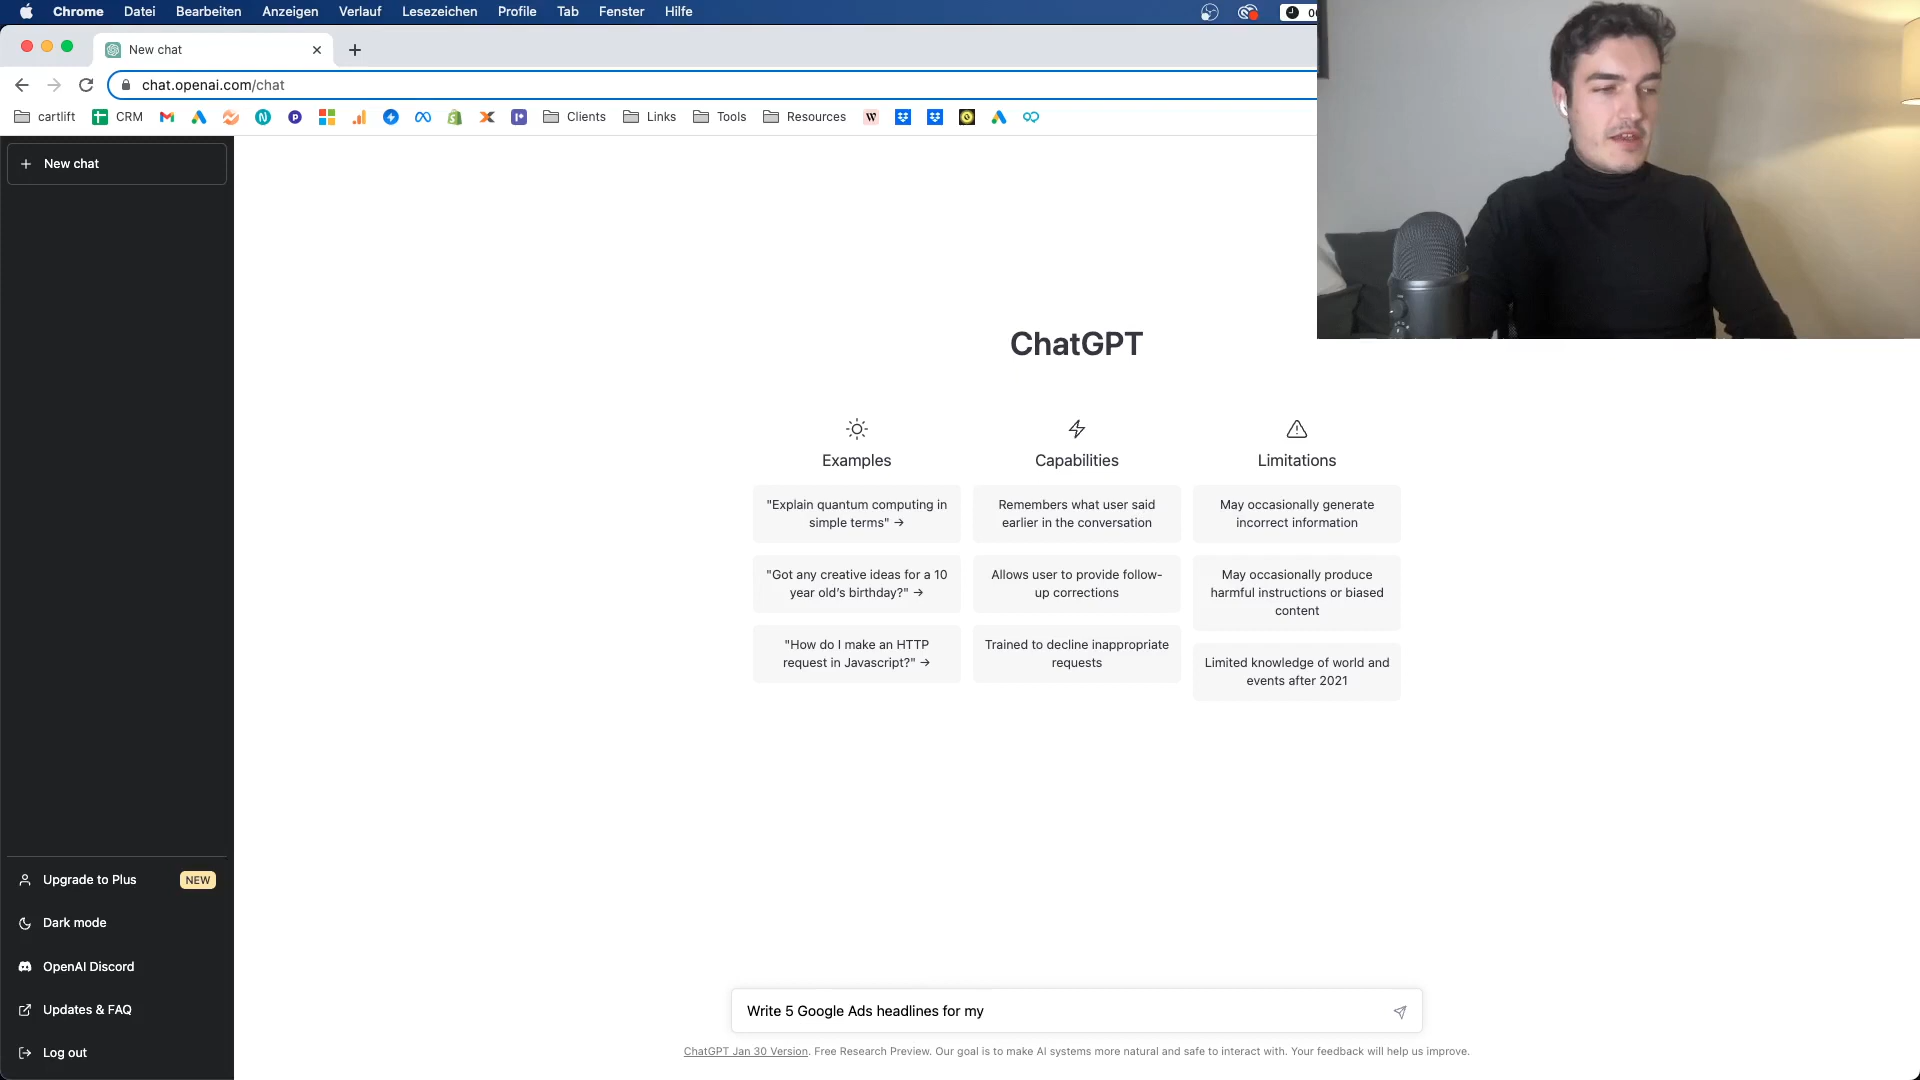 Chrome Datei Bearbeiten Anzeigen Verlauf Lesezeichen Profile Tab Fenster Hilfe
New chat
chat.openai.com/chat
cartlift CRM Clients Links Tools Resources
New chat
ChatGPT
Examples
"Explain quantum computing in
simple terms" →
"Got any creative ideas for a 10
year old's birthday?" →
"How do I make an HTTP
request in Javascript?" →
Capabilities
Remembers what user said
earlier in the conversation
Allows user to provide follow-
up corrections
Trained to decline inappropriate
requests
Limitations
May occasionally generate
incorrect information
May occasionally produce
harmful instructions or biased
content
Limited knowledge of world and
events after 2021
Upgrade to Plus NEW
Dark mode
OpenAI Discord
Updates & FAQ
Log out
Write 5 Google Ads headlines for my
ChatGPT Jan 30 Version. Free Research Preview. Our goal is to make AI systems more natural and safe to interact with. Your feedback will help us improve.